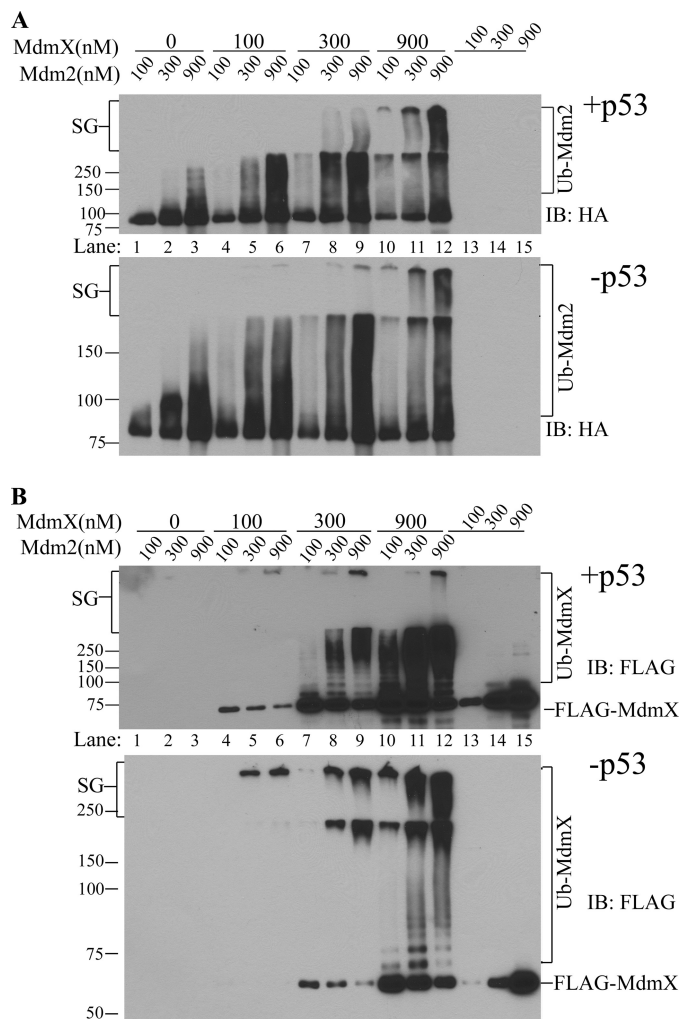 A
MdmX(nM) 0 100 300 900 100 300 900
Mdm2(nM) 100 300 900 100 300 900 100 300 900 100 300 900
SG
250
150
100
75
+p53
Ub-Mdm2
IB: HA
Lane: 1 2 3 4 5 6 7 8 9 10 11 12 13 14 15
SG
150
100
75
-p53
Ub-Mdm2
IB: HA
B
MdmX(nM) 0 100 300 900 100 300 900
Mdm2(nM) 100 300 900 100 300 900 100 300 900 100 300 900
SG
250
150
100
75
+p53
Ub-MdmX
IB: FLAG
FLAG-MdmX
Lane: 1 2 3 4 5 6 7 8 9 10 11 12 13 14 15
SG
250
150
100
75
50
-p53
Ub-MdmX
IB: FLAG
FLAG-MdmX